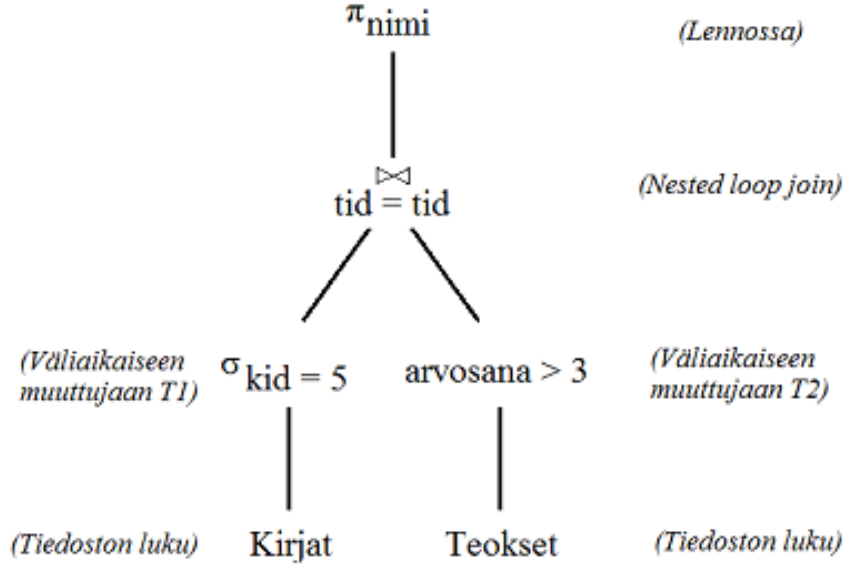 π nimi (Lennossa)
⋈
tid = tid (Nested loop join)
(Väliaikaiseen muuttujaan T1) σ kid = 5 arvosana > 3 (Väliaikaiseen muuttujaan T2)
(Tiedoston luku) Kirjat Teokset (Tiedoston luku)